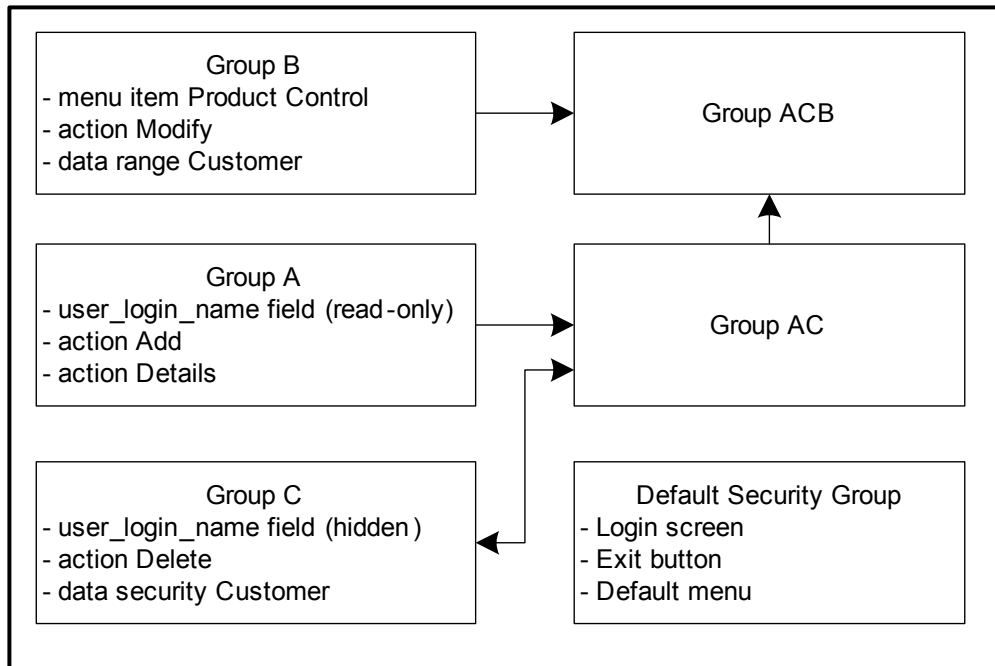 Group B
- menu item Product Control
- action Modify
- data range Customer
Group ACB
Group A
- user_login_name field (read-only)
- action Add
- action Details
Group AC
Group C
- user_login_name field (hidden)
- action Delete
- data security Customer
Default Security Group
- Login screen
- Exit button
- Default menu